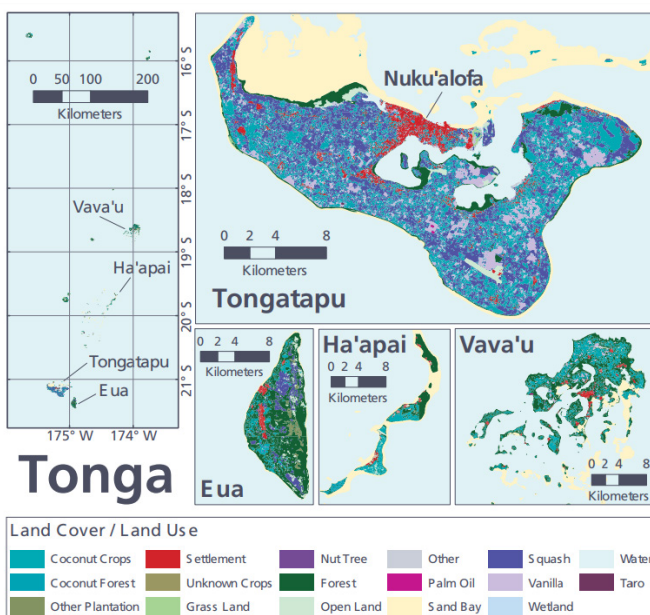 16°S
17°S
18°S
19°S
20°S
21°S
175°W 174°W
0 50 100 200
Kilometers
Vava'u
Ha'apai
Tongatapu
Eua
Tonga
Nuku'alofa
0 2 4 8
Kilometers
Tongatapu
0 2 4 8
Kilometers
Eua
Ha'apai
0 2 4 8
Kilometers
Vava'u
0 2 4 8
Kilometers
Land Cover / Land Use
Coconut Crops
Settlement
Nut Tree
Other
Squash
Water
Coconut Forest
Unknown Crops
Forest
Palm Oil
Vanilla
Taro
Other Plantation
Grass Land
Open Land
Sand Bay
Wetland